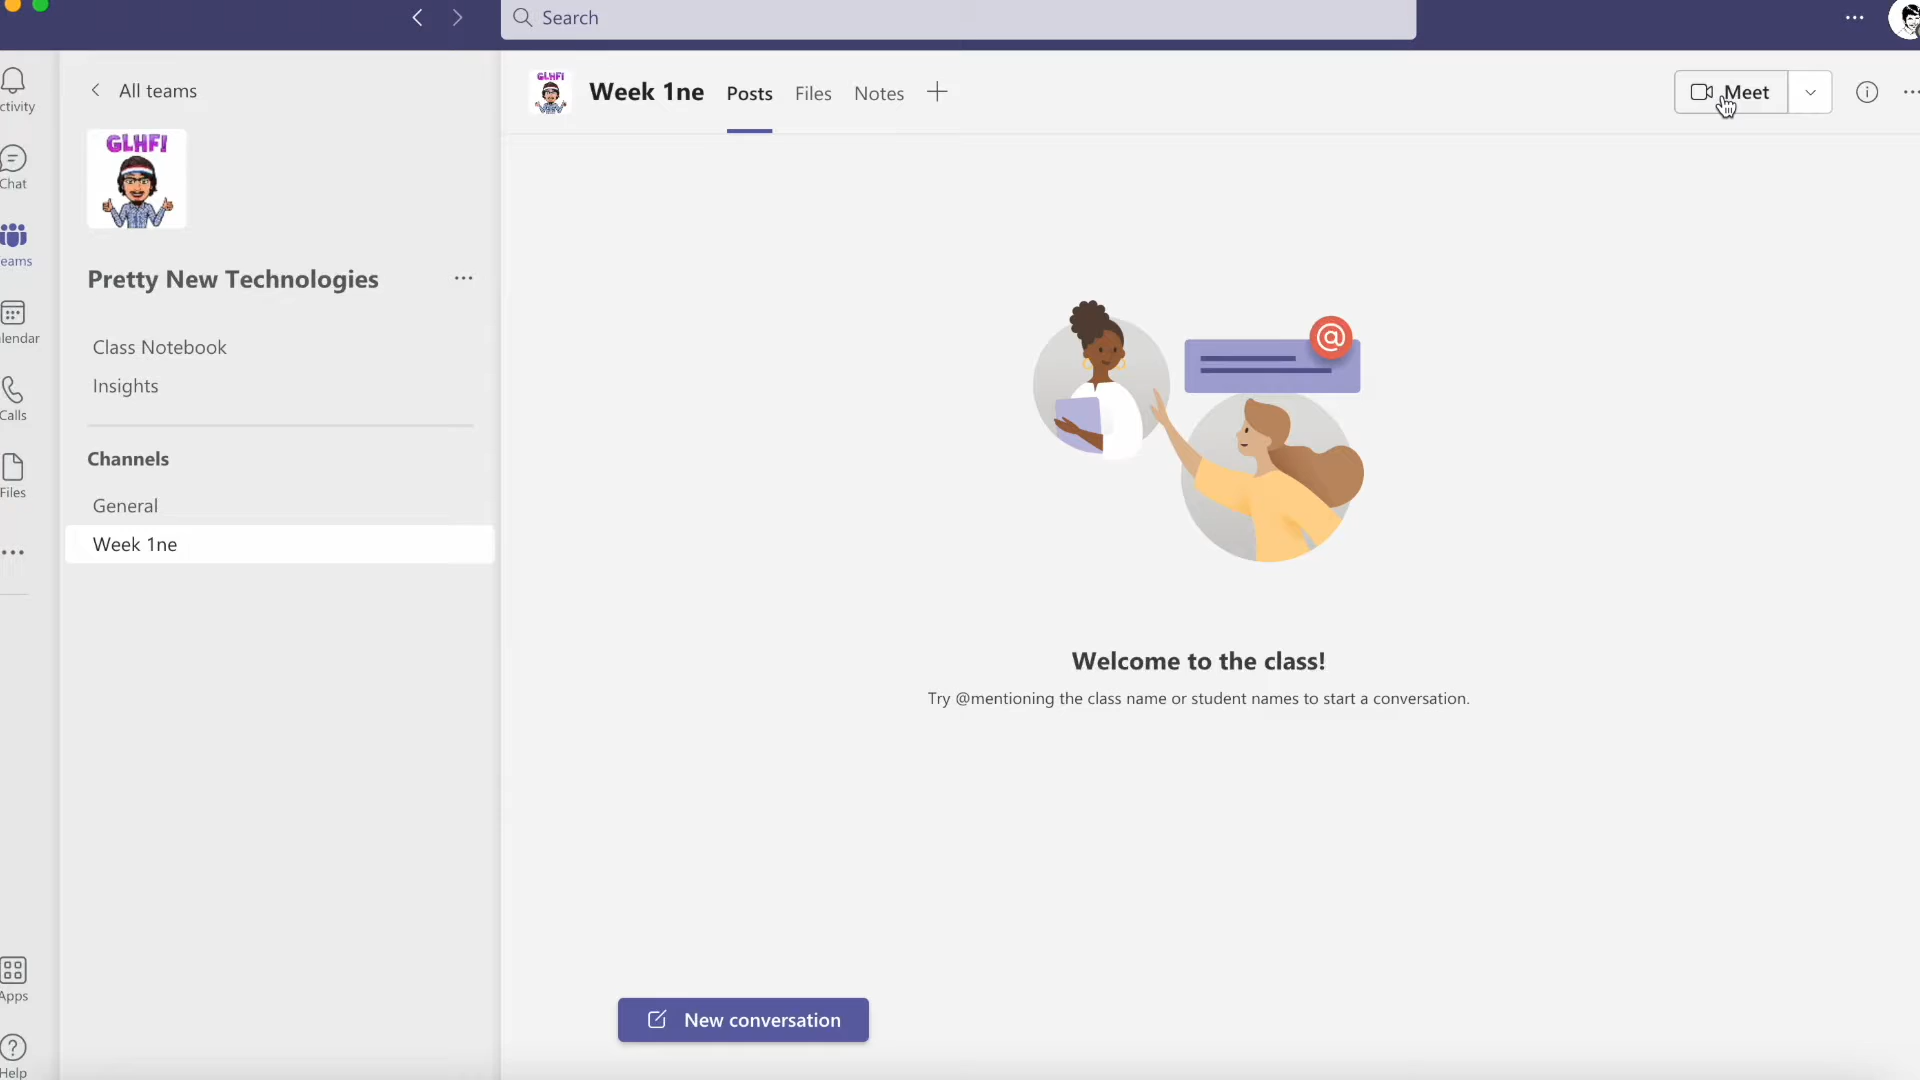 Search
ctivity
Chat
eams
lendar
Calls
Files
Apps
Help
All teams
GLHF!
Pretty New Technologies
Class Notebook
Insights
Channels
General
Week 1ne
GLHF!
Week 1ne
Posts
Files
Notes
Meet
@
Welcome to the class!
Try @mentioning the class name or student names to start a conversation.
New conversation